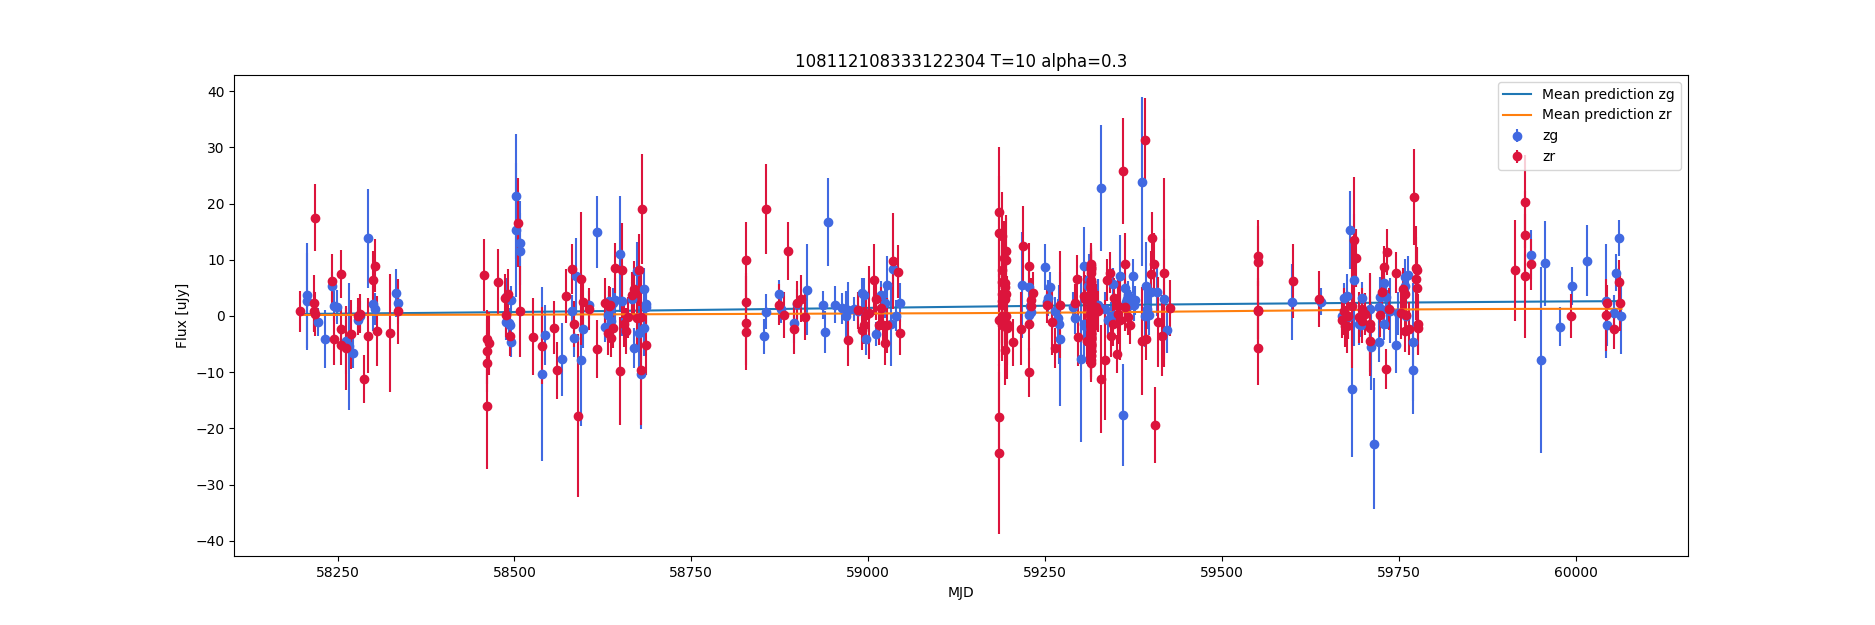 108112108333122304 T=10 alpha=0.3
Mean prediction zg
Mean prediction zr
zg
zr
Flux [uJy]
40
30
20
10
0
−10
−20
−30
−40
58250 58500 58750 59000 59250 59500 59750 60000
MJD